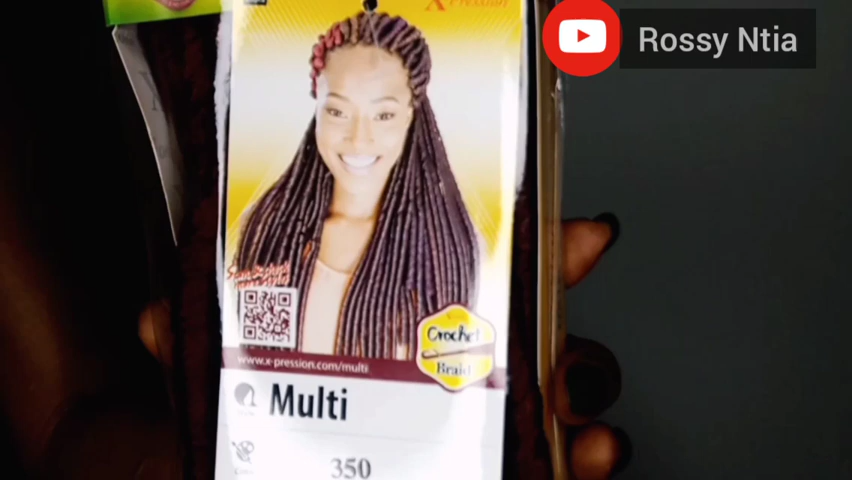 X-Pression
Rossy Ntia
Crochet
Braid
www.x-pression.com/multi
Multi
350